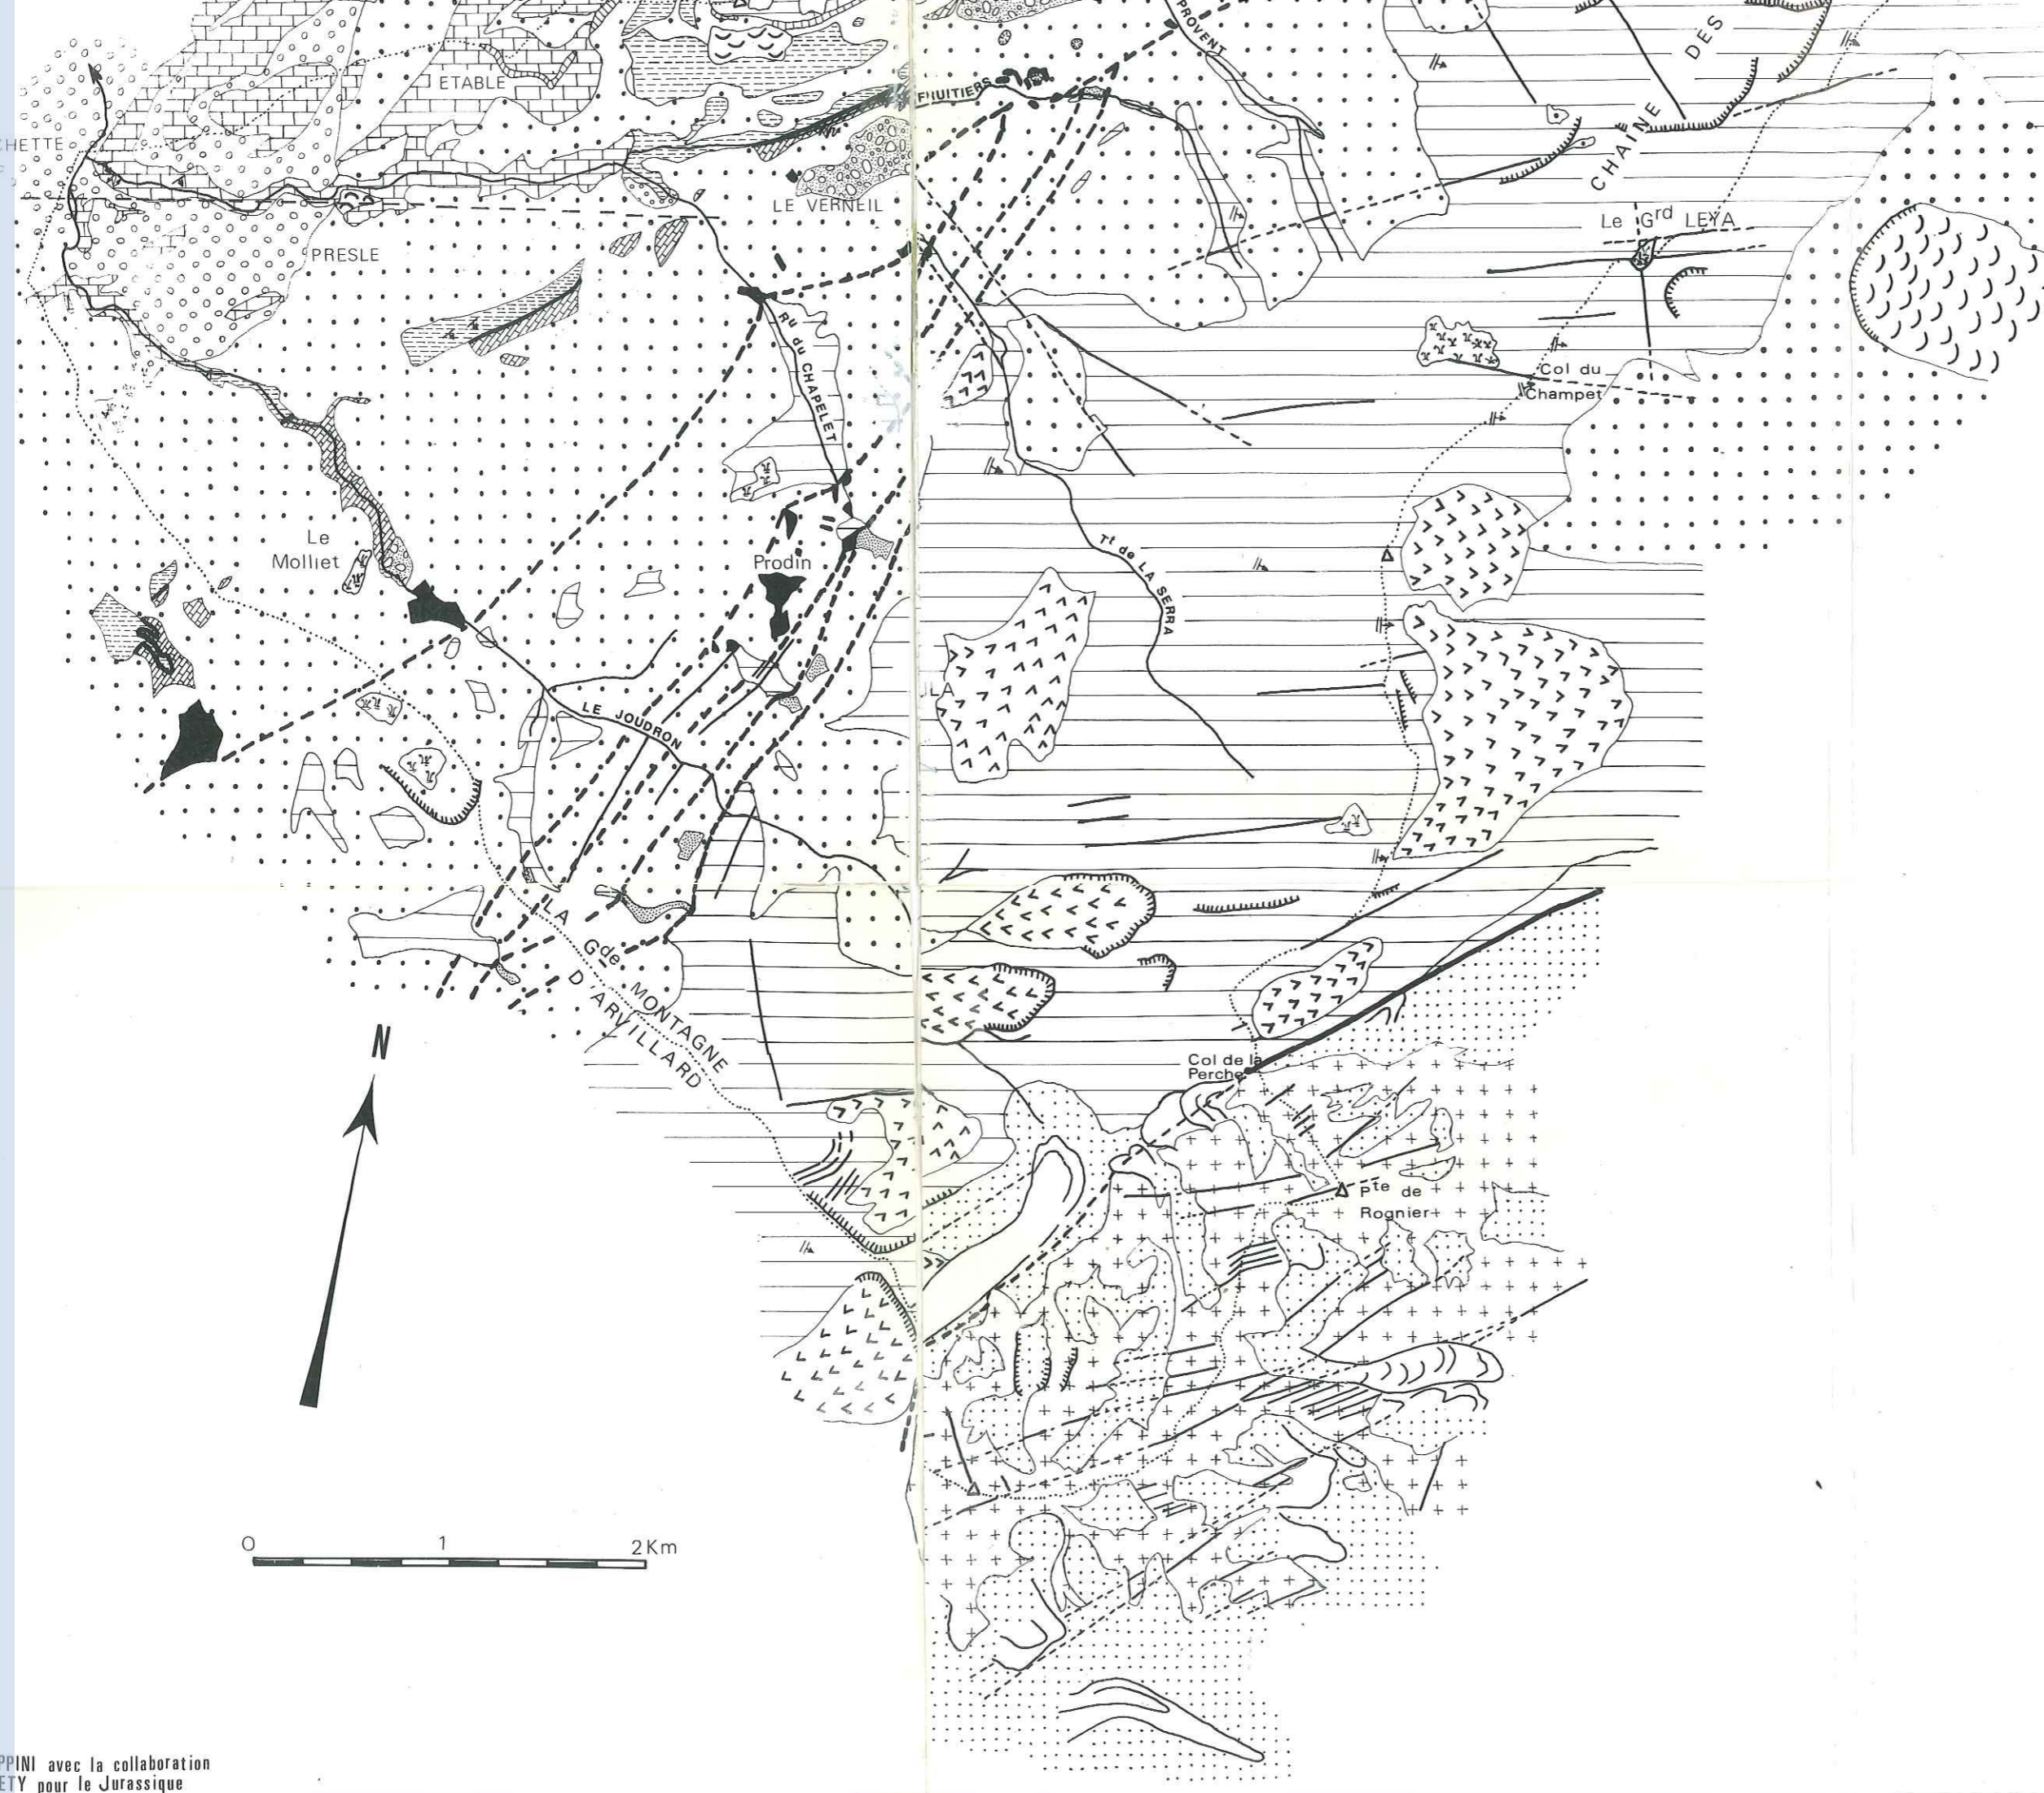 PROVENT
DES
ETABLE
FRUITIERS
CHAINE
CHETTE
LE VERNEIL
Le Grd LEYA
PRESLE
Ru du CHAPELET
Col du
Champet
Le
Molliet
Prodin
Tt de LA SERRA
LA
LE JOUDRON
LA
Gde
MONTAGNE
D'ARVILLARD
N
Col de la
Perche
Pte de
Rognier
0 1 2Km
PPINI avec la collaboration
ETY pour le Jurassique